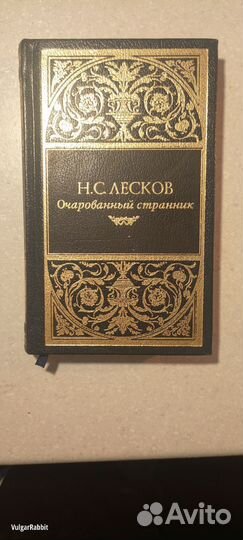 Н.С. ЛЕСКОВ
Очарованный странник
VulgarRabbit
Avito